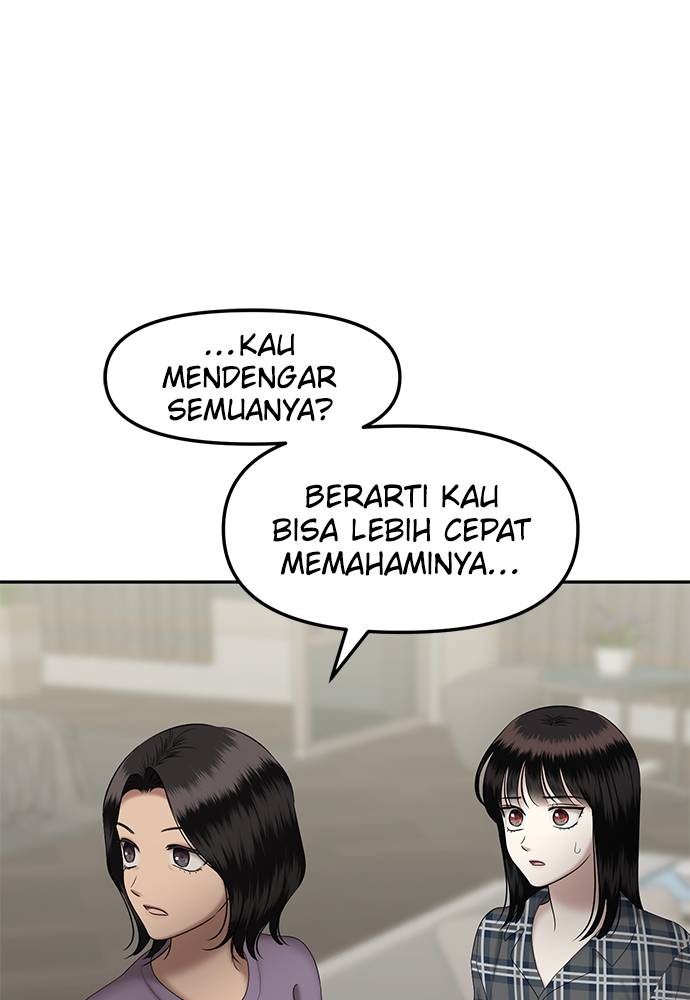 ...KAU
MENDENGAR
SEMUANYA?
BERARTI KAU
BISA LEBIH CEPAT
MEMAHAMINYA...